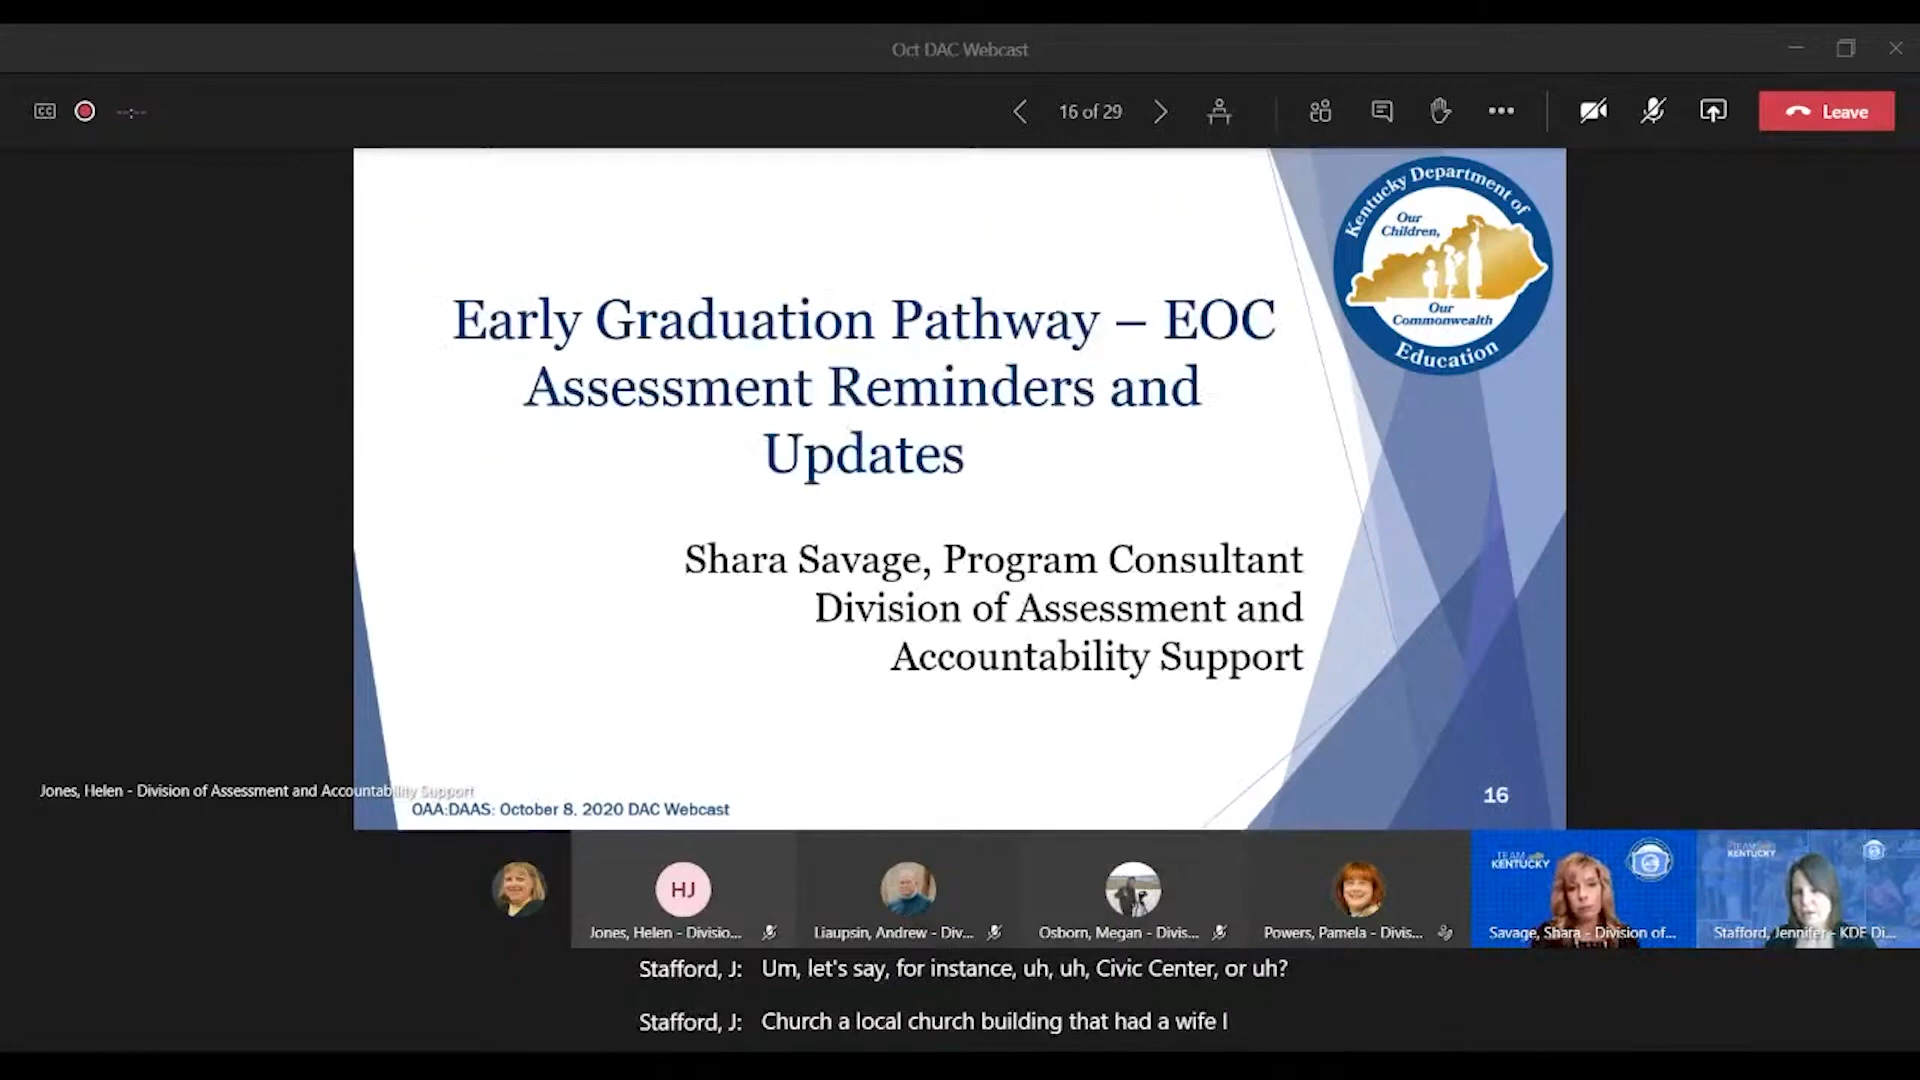 Oct DAC Webcast
CC
--:--
16 of 29
Leave
Kentucky Department of
Our
Children,
Our
Commonwealth
Education
Early Graduation Pathway – EOC
Assessment Reminders and
Updates
Shara Savage, Program Consultant
Division of Assessment and
Accountability Support
Jones, Helen - Division of Assessment and Accountability Support
OAA:DAAS: October 8, 2020 DAC Webcast
16
HJ
TEAM
KENTUCKY
TEAM
KENTUCKY
Jones, Helen - Divisio...
Liaupsin, Andrew - Div...
Osborn, Megan - Divis...
Powers, Pamela - Divis...
Savage, Shara - Division of...
Stafford, Jennifer - KDE Di...
Stafford, J: Um, let's say, for instance, uh, uh, Civic Center, or uh?
Stafford, J: Church a local church building that had a wife I